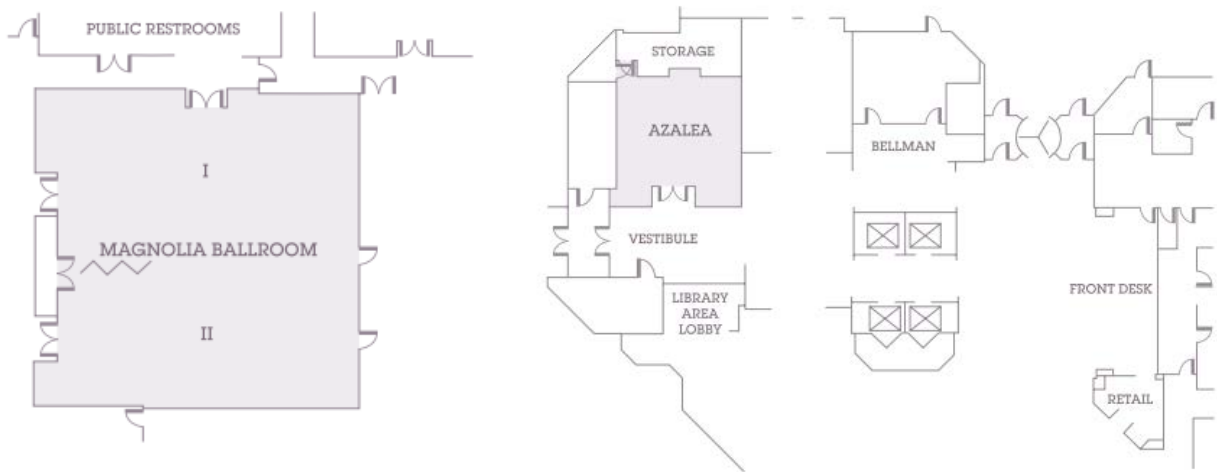 PUBLIC RESTROOMS
I
MAGNOLIA BALLROOM
II
STORAGE
AZALEA
BELLMAN
VESTIBULE
LIBRARY
AREA
LOBBY
FRONT DESK
RETAIL